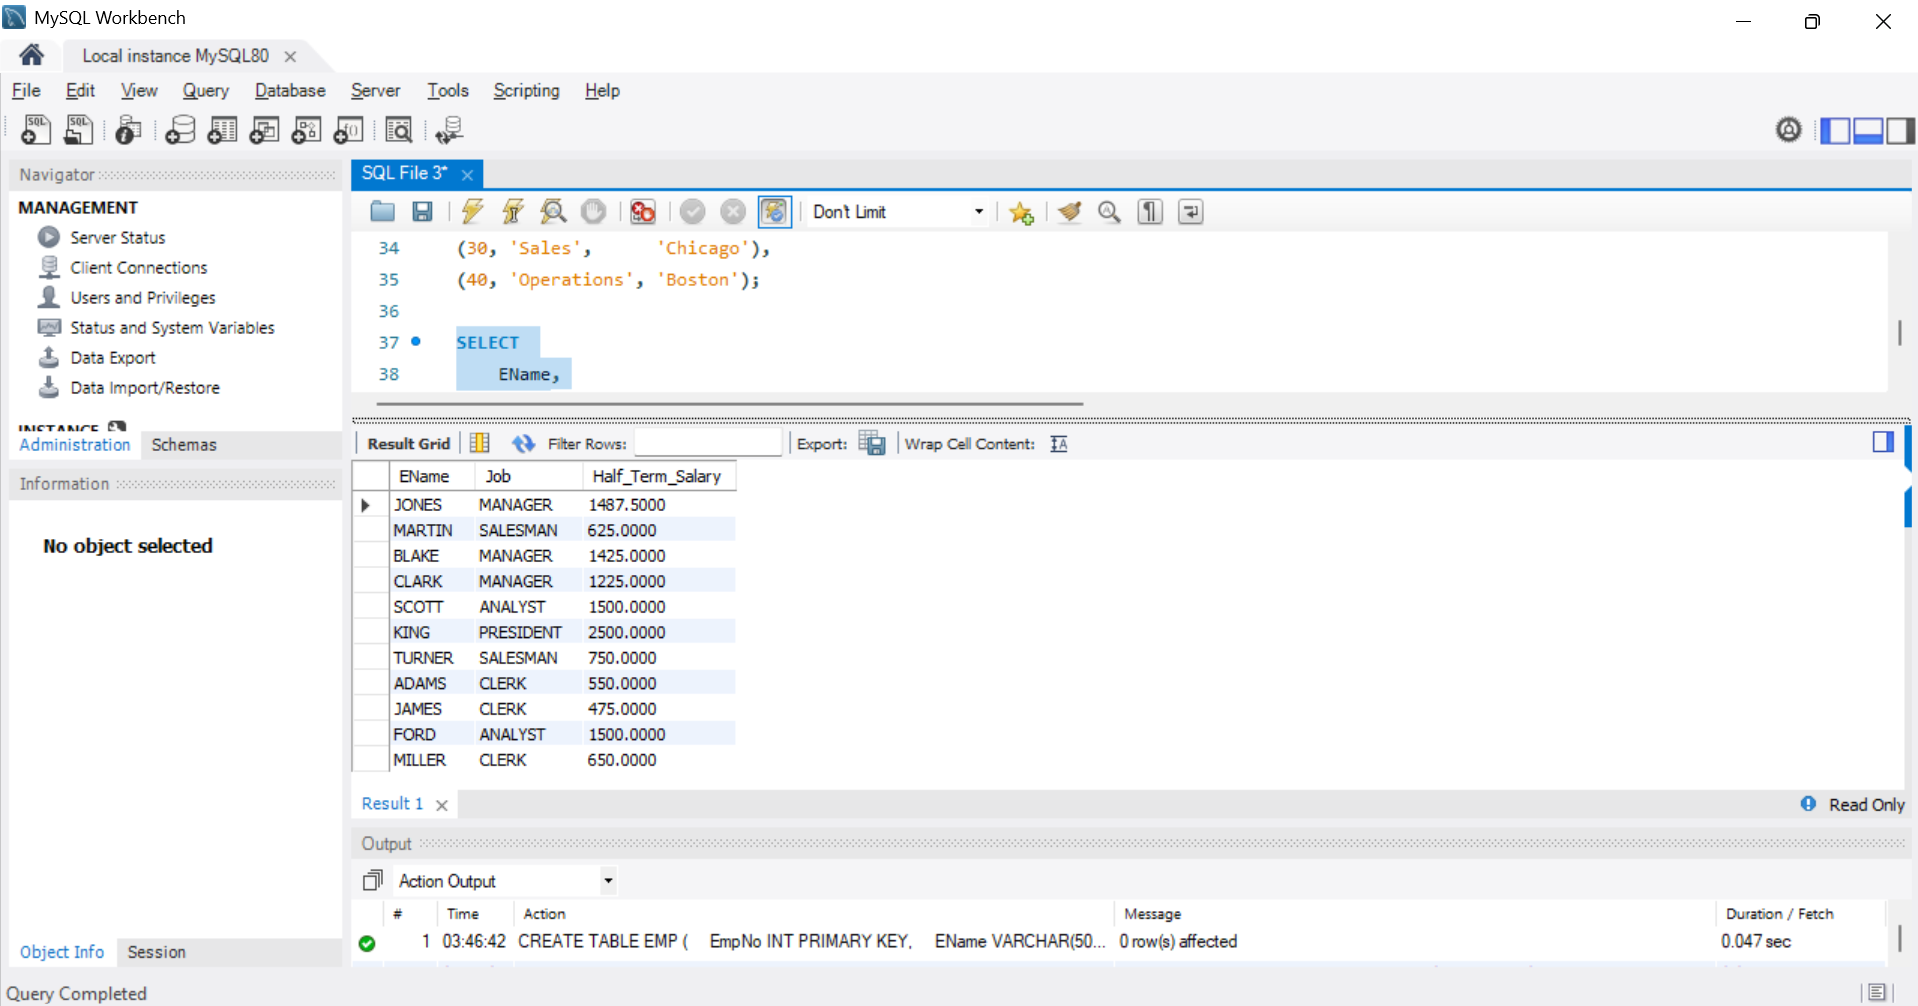 MySQL Workbench
Local instance MySQL80
File Edit View Query Database Server Tools Scripting Help
Navigator
MANAGEMENT
Server Status
Client Connections
Users and Privileges
Status and System Variables
Data Export
Data Import/Restore
INSTANCE
Administration Schemas
Information
No object selected
Object Info Session
SQL File 3*
Don't Limit
34 (30, 'Sales', 'Chicago'),
35 (40, 'Operations', 'Boston');
36
37 SELECT
38 EName,
Result Grid Filter Rows: Export: Wrap Cell Content:
EName Job Half_Term_Salary
JONES MANAGER 1487.5000
MARTIN SALESMAN 625.0000
BLAKE MANAGER 1425.0000
CLARK MANAGER 1225.0000
SCOTT ANALYST 1500.0000
KING PRESIDENT 2500.0000
TURNER SALESMAN 750.0000
ADAMS CLERK 550.0000
JAMES CLERK 475.0000
FORD ANALYST 1500.0000
MILLER CLERK 650.0000
Result 1 Read Only
Output
Action Output
# Time Action Message Duration / Fetch
1 03:46:42 CREATE TABLE EMP ( EmpNo INT PRIMARY KEY, EName VARCHAR(50... 0 row(s) affected 0.047 sec
Query Completed